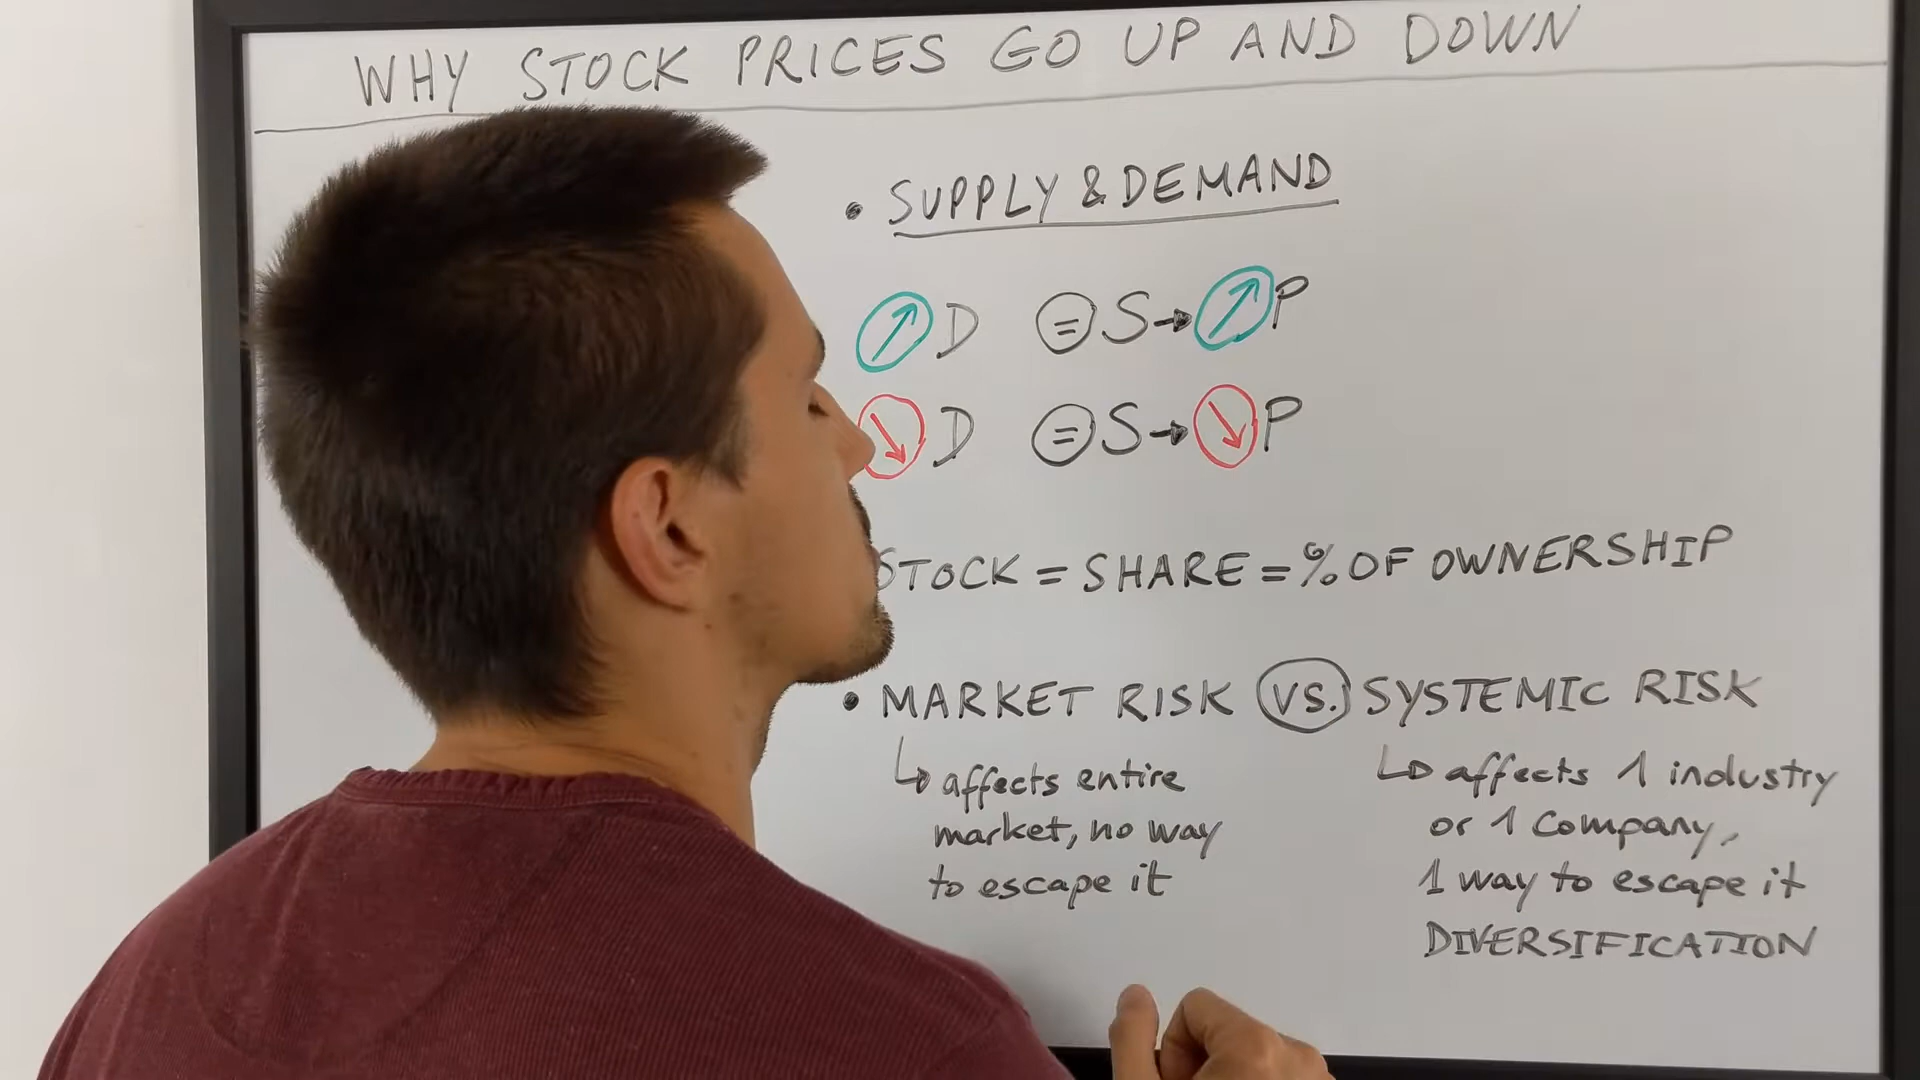 WHY STOCK PRICES GO UP AND DOWN
• SUPPLY & DEMAND
↗ D = S → ↗ P
↘ D = S → ↘ P
STOCK = SHARE = % OF OWNERSHIP
• MARKET RISK VS. SYSTEMIC RISK
↳ affects entire
market, no way
to escape it
↳ affects 1 industry
or 1 company,
1 way to escape it
DIVERSIFICATION